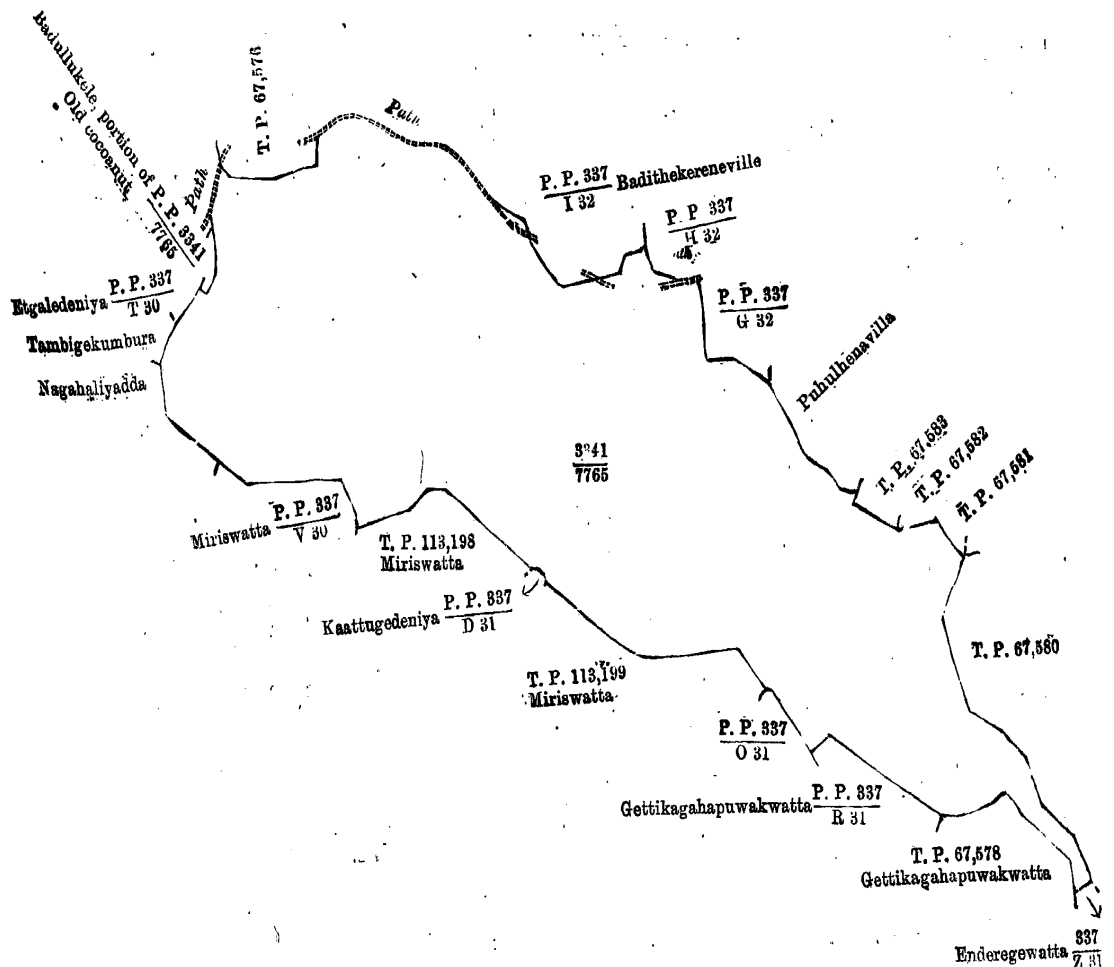 Badullukele, portion of P. P. 3341
7765
Old cocoanut,
Path
T. P. 67,576
Path
P. P. 337
I 32
Badithekereneville
P. P 337
H 32
P. P. 337
G 32
Etgaledeniya P. P. 337
T 30
Tambigekumbura
Nagahaliyadda
Puhulhenavilla
T. P. 67,583
T. P. 67,582
T. P. 67,581
3341
7765
Miriswatta P. P. 337
V 30
T. P. 113,198
Miriswatta
Kaattugedeniya P. P. 337
D 31
T. P. 67,580
T. P. 113,199
Miriswatta
P. P. 337
O 31
Gettikagahapuwakwatta P. P. 337
R 31
T. P. 67,578
Gettikagahapuwakwatta
Enderegewatta 337
Z 31